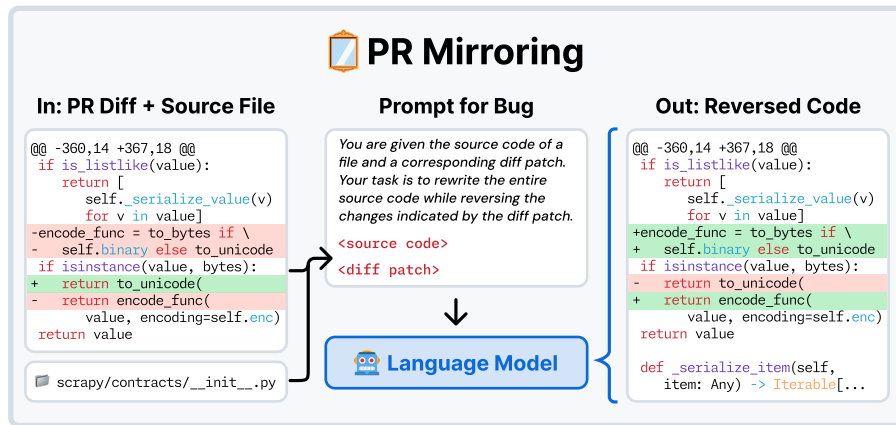 PR Mirroring
In: PR Diff + Source File
@@ -360,14 +367,18 @@
if is_listlike(value):
return [
self._serialize_value(v)
for v in value]
-encode_func = to_bytes if \
-   self.binary else to_unicode
if isinstance(value, bytes):
+   return to_unicode(
-   return encode_func(
value, encoding=self.enc)
return value
scrapy/contracts/__init__.py
Prompt for Bug
You are given the source code of a
file and a corresponding diff patch.
Your task is to rewrite the entire
source code while reversing the
changes indicated by the diff patch.
<source code>
<diff patch>
Language Model
Out: Reversed Code
@@ -360,14 +367,18 @@
if is_listlike(value):
return [
self._serialize_value(v)
for v in value]
+encode_func = to_bytes if \
+   self.binary else to_unicode
if isinstance(value, bytes):
-   return to_unicode(
+   return encode_func(
value, encoding=self.enc)
return value
def _serialize_item(self,
item: Any) -> Iterable[...